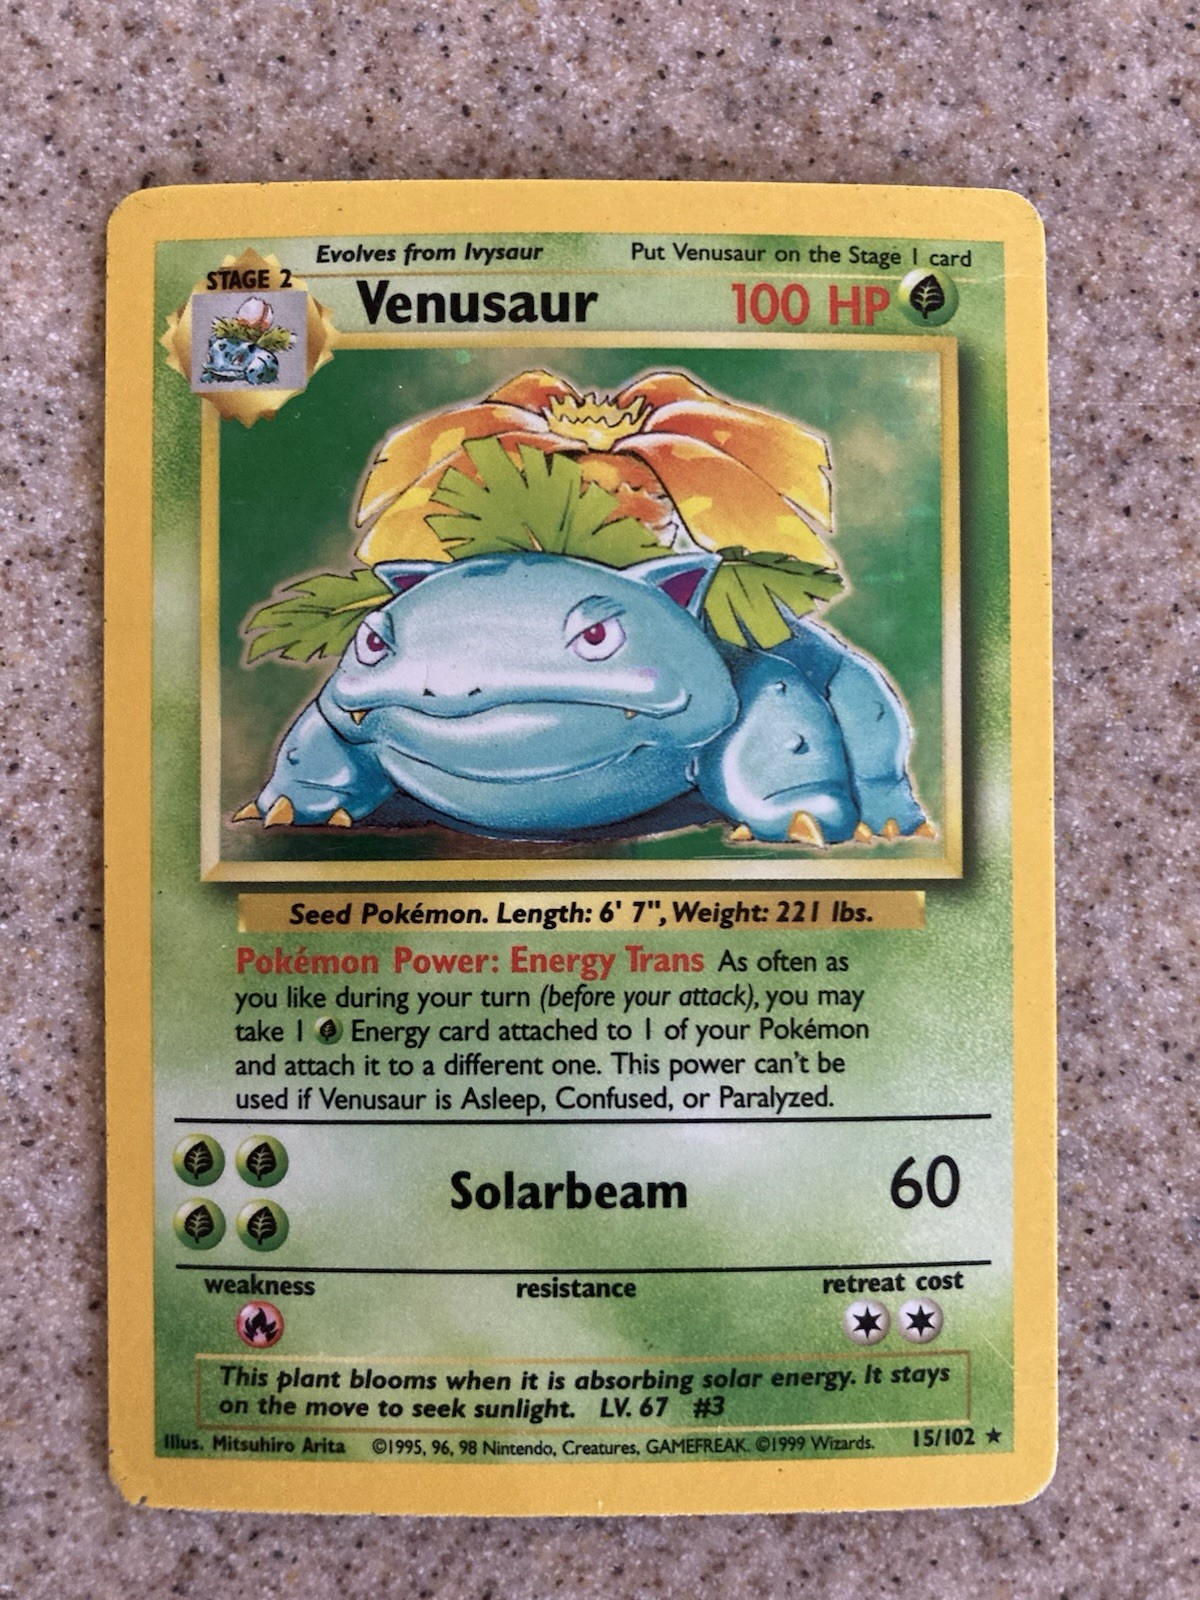 Evolves from Ivysaur Put Venusaur on the Stage 1 card
STAGE 2
Venusaur 100 HP
Seed Pokémon. Length: 6' 7", Weight: 221 lbs.
Pokémon Power: Energy Trans As often as
you like during your turn (before your attack), you may
take 1 Energy card attached to 1 of your Pokémon
and attach it to a different one. This power can't be
used if Venusaur is Asleep, Confused, or Paralyzed.
Solarbeam 60
weakness resistance retreat cost
This plant blooms when it is absorbing solar energy. It stays
on the move to seek sunlight. LV. 67 #3
Illus. Mitsuhiro Arita ©1995, 96, 98 Nintendo, Creatures, GAMEFREAK. ©1999 Wizards. 15/102 ★